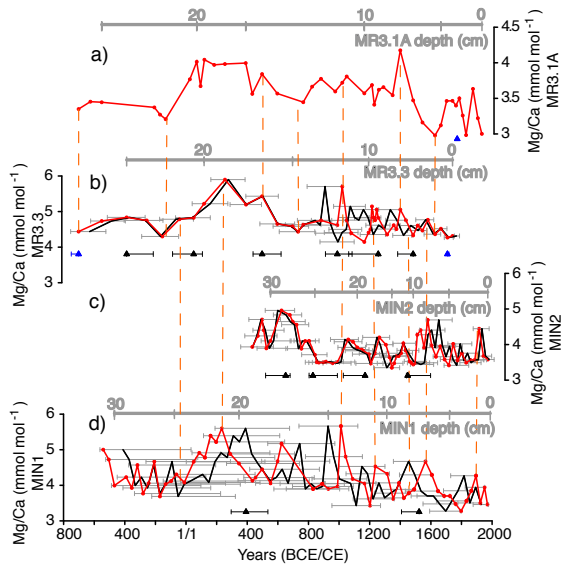 20 10 0
MR3.1A depth (cm)
a)
4.5
4
3.5
3
Mg/Ca (mmol mol⁻¹)
MR3.1A
20 10 0
MR3.3 depth (cm)
b)
6
5
4
3
Mg/Ca (mmol mol⁻¹)
MR3.3
30 20 10 0
MIN2 depth (cm)
c)
6
5
4
3
Mg/Ca (mmol mol⁻¹)
MIN2
30 20 10 0
MIN1 depth (cm)
d)
6
5
4
3
Mg/Ca (mmol mol⁻¹)
MIN1
800 400 1/1 400 800 1200 1600 2000
Years (BCE/CE)